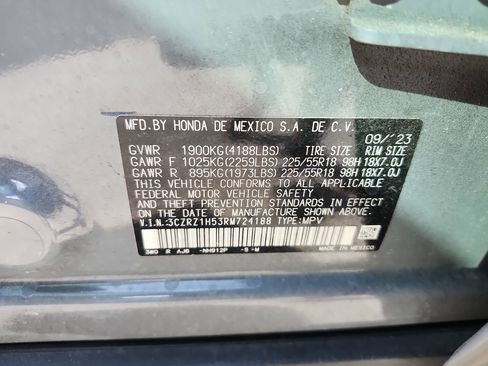 MFD.BY HONDA DE MEXICO S.A. DE C.V. 09/'23
GVWR 1900KG(4188LBS) TIRE SIZE RIM SIZE
GAWR F 1025KG(2259LBS) 225/55R18 98H 18X7.0J
GAWR R 895KG(1973LBS) 225/55R18 98H 18X7.0J
THIS VEHICLE CONFORMS TO ALL APPLICABLE
FEDERAL MOTOR VEHICLE SAFETY AND
THEFT PREVENTION STANDARDS IN EFFECT
ON THE DATE OF MANUFACTURE SHOWN ABOVE.
V.I.N.:3CZRZ1H53RM724188 TYPE:MPV
3W0 R AJB -NH912P -S -M MADE IN MEXICO